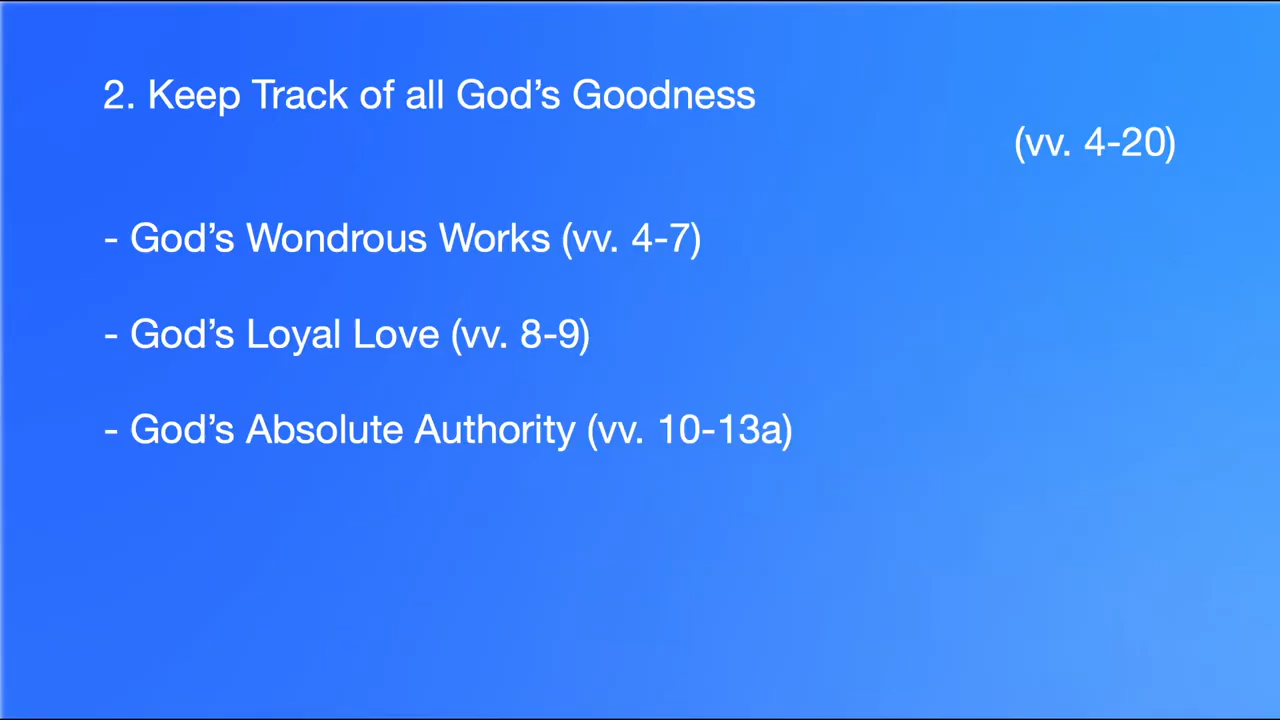 2. Keep Track of all God’s Goodness
(vv. 4-20)
- God’s Wondrous Works (vv. 4-7)
- God’s Loyal Love (vv. 8-9)
- God’s Absolute Authority (vv. 10-13a)